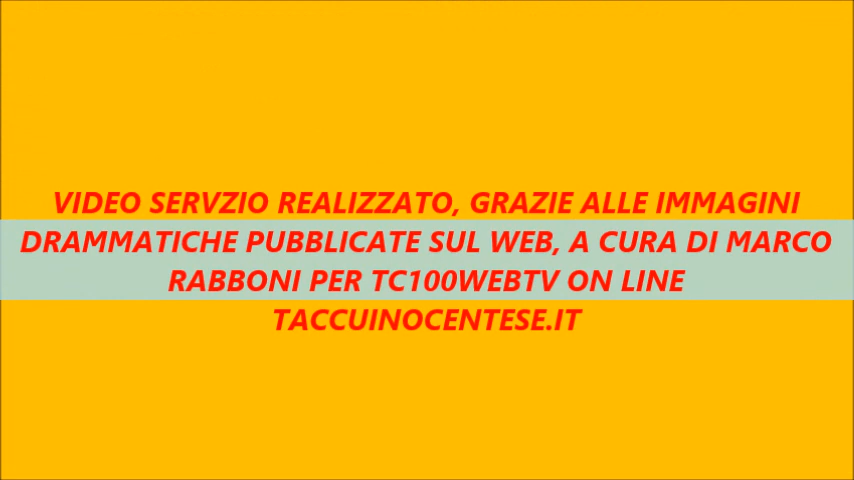 VIDEO SERVZIO REALIZZATO, GRAZIE ALLE IMMAGINI
DRAMMATICHE PUBBLICATE SUL WEB, A CURA DI MARCO
RABBONI PER TC100WEBTV ON LINE
TACCUINOCENTESE.IT